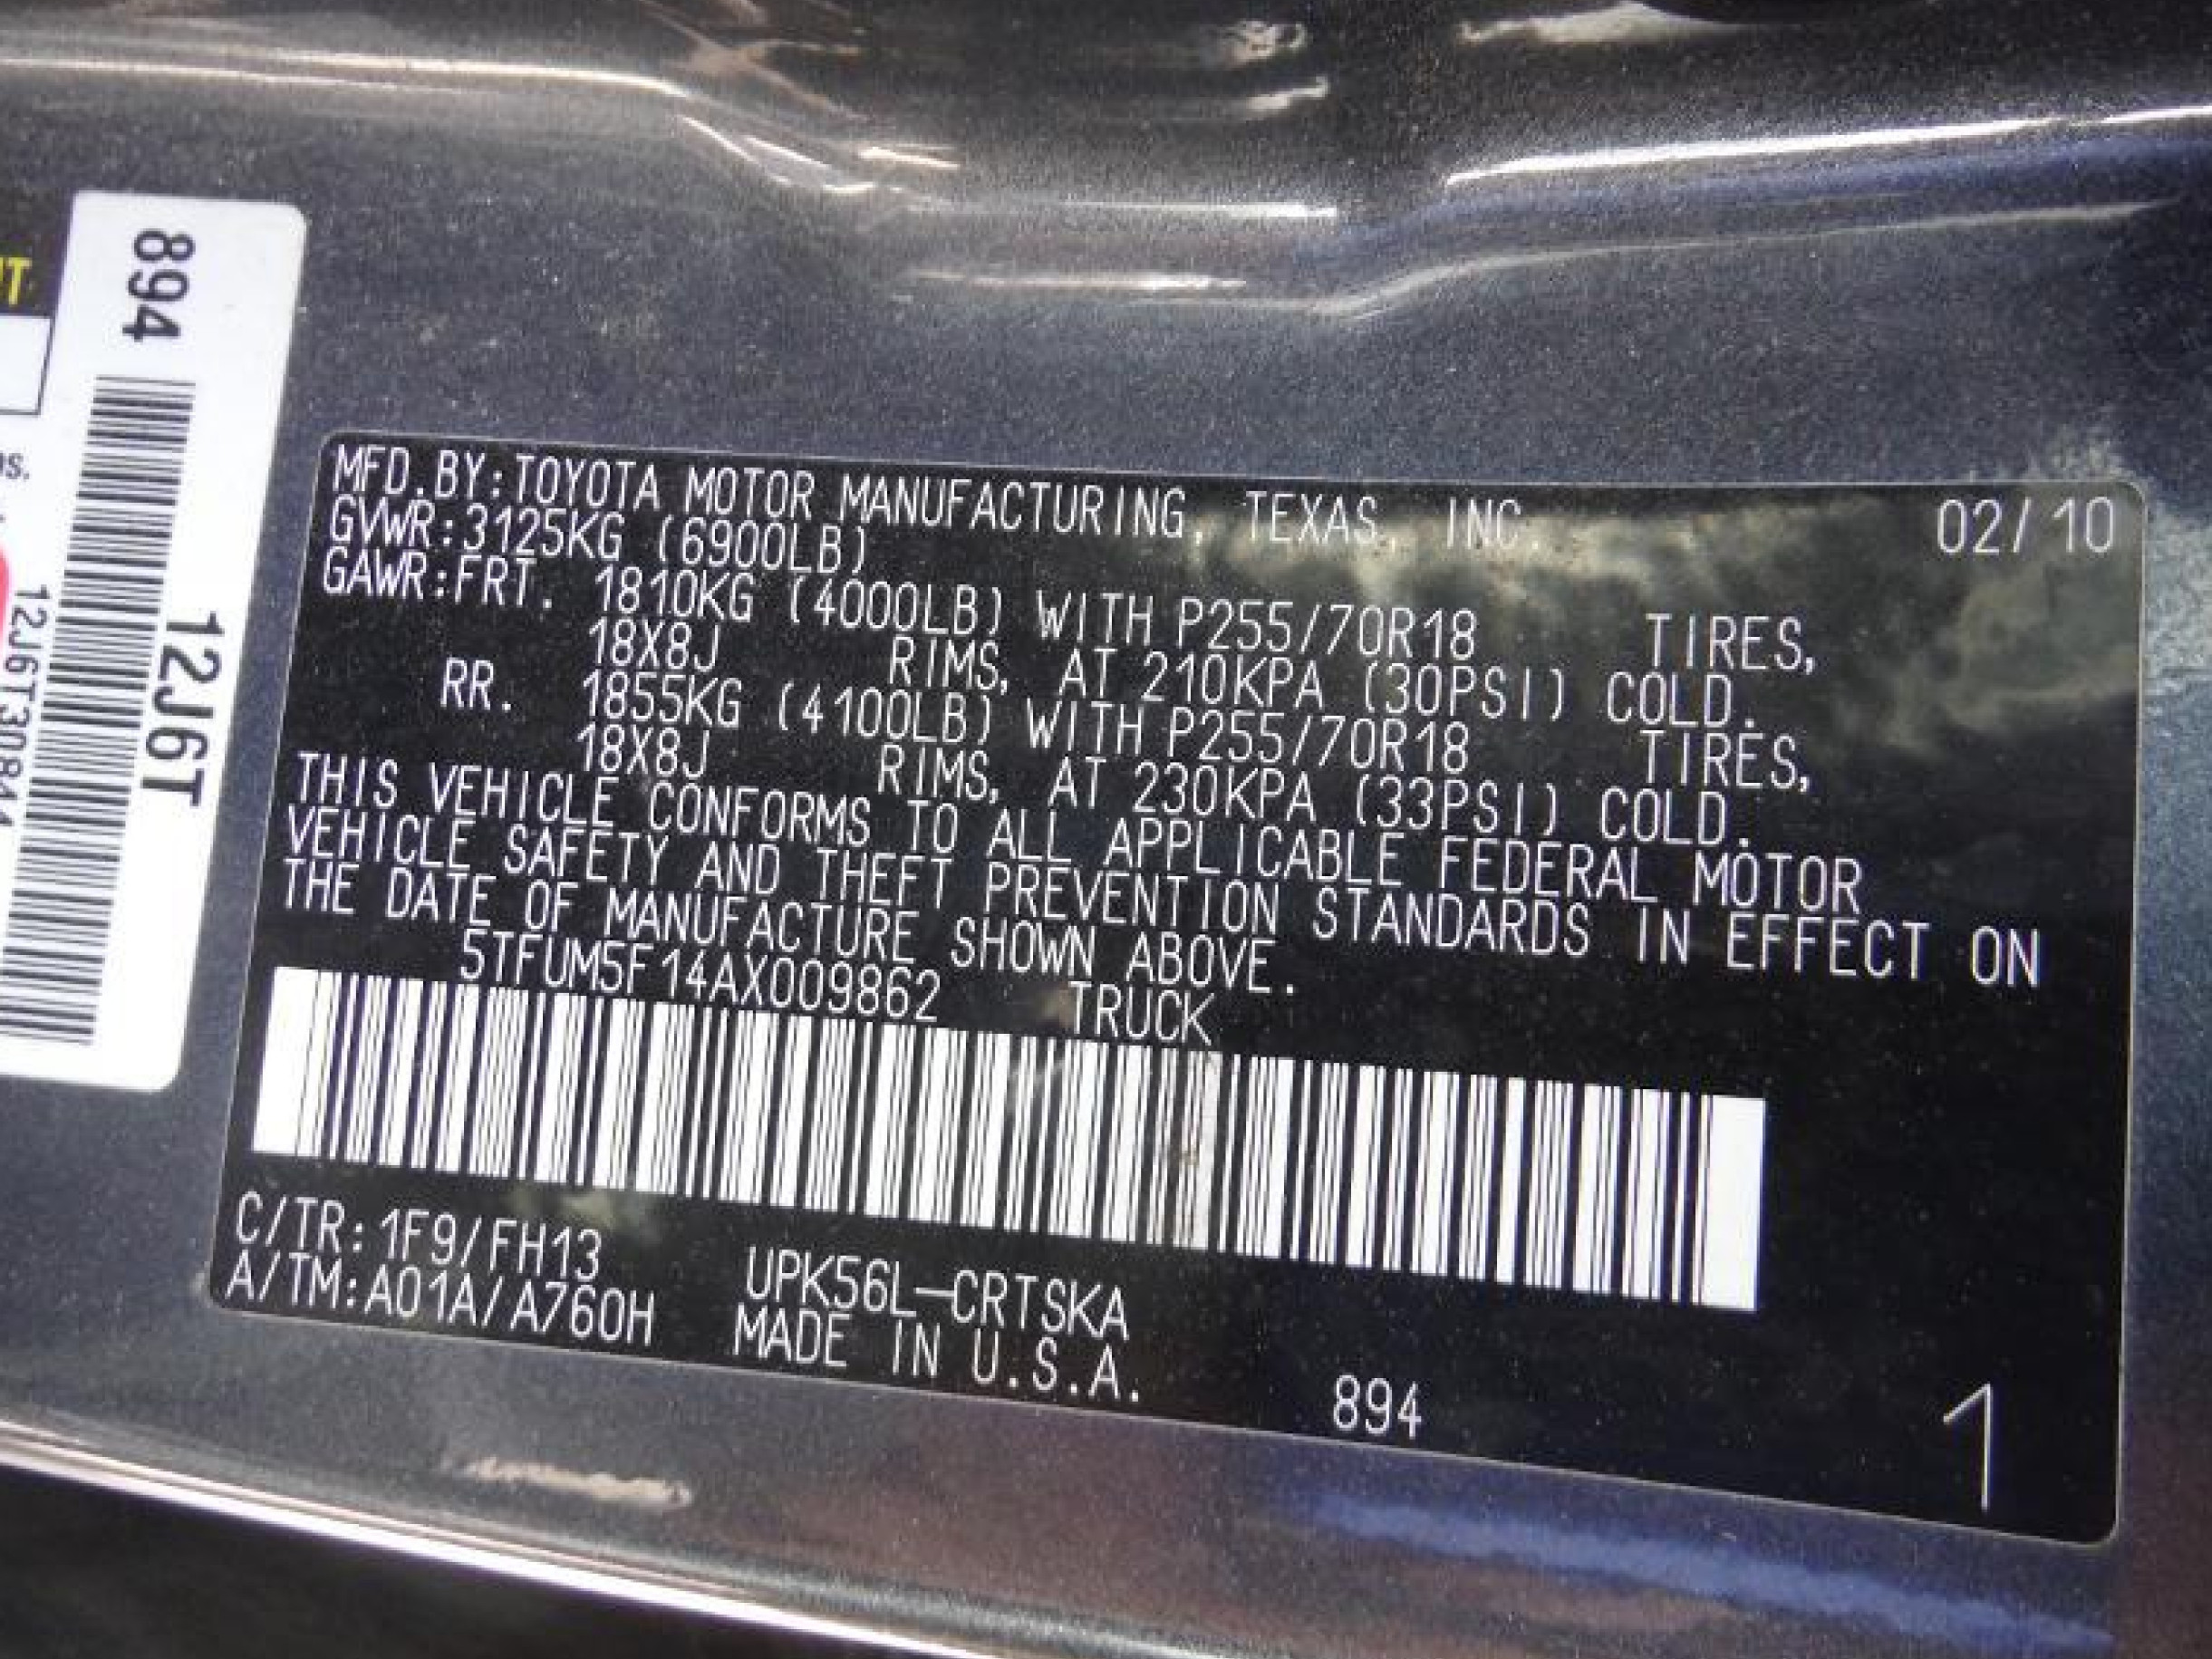 MFD.BY:TOYOTA MOTOR MANUFACTURING, TEXAS, INC. 02/10
GVWR:3125KG (6900LB)
GAWR:FRT. 1810KG (4000LB) WITH P255/70R18 TIRES,
18X8J RIMS, AT 210KPA (30PSI) COLD.
RR. 1855KG (4100LB) WITH P255/70R18 TIRES,
18X8J RIMS, AT 230KPA (33PSI) COLD.
THIS VEHICLE CONFORMS TO ALL APPLICABLE FEDERAL MOTOR
VEHICLE SAFETY AND THEFT PREVENTION STANDARDS IN EFFECT ON
THE DATE OF MANUFACTURE SHOWN ABOVE.
5TFUM5F14AX009862 TRUCK
C/TR:1F9/FH13 UPK56L-CRTSKA
A/TM:A01A/A760H MADE IN U.S.A.
894
1
894
12J6T